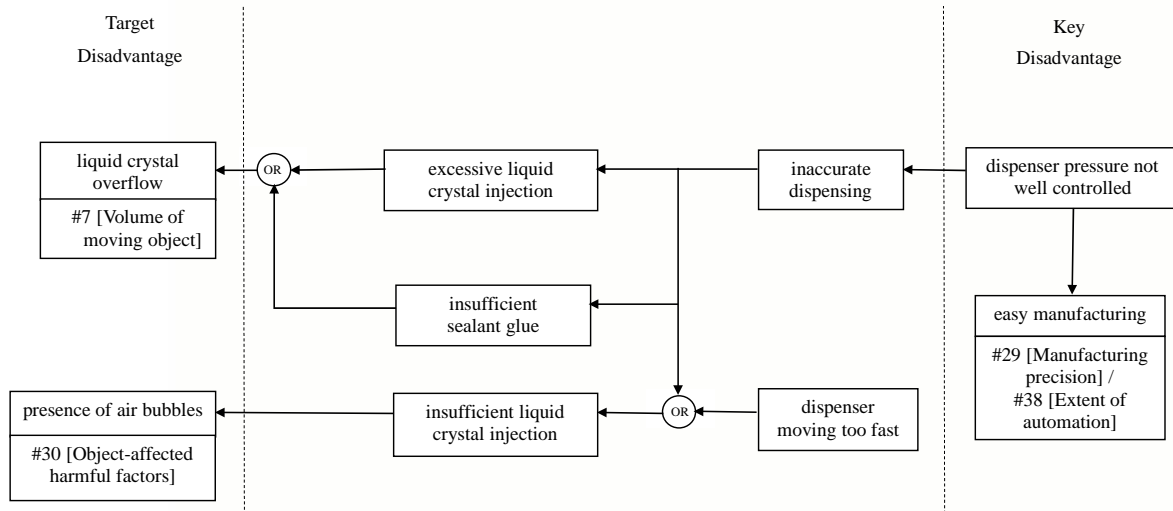 Target
Disadvantage
Key
Disadvantage
liquid crystal
overflow
#7 [Volume of
moving object]
OR
excessive liquid
crystal injection
inaccurate
dispensing
dispenser pressure not
well controlled
insufficient
sealant glue
easy manufacturing
#29 [Manufacturing
precision] /
#38 [Extent of
automation]
presence of air bubbles
#30 [Object-affected
harmful factors]
insufficient liquid
crystal injection
OR
dispenser
moving too fast